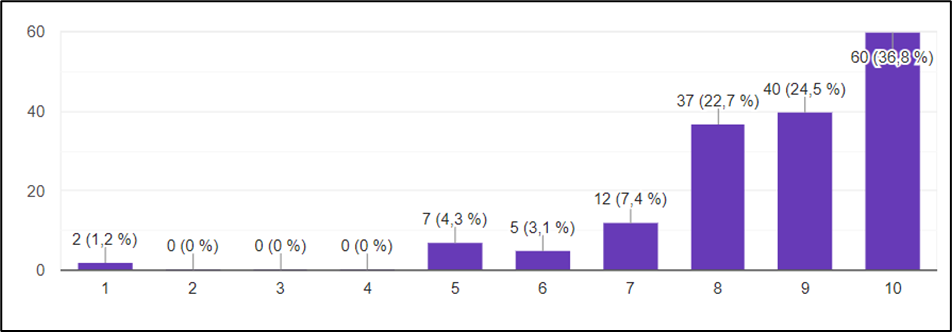 60
60 (36,8 %)
40 (24,5 %)
37 (22,7 %)
40
12 (7,4 %)
20
7 (4,3 %)
5 (3,1 %)
2 (1,2 %)
0 (0 %)
0 (0 %)
0 (0 %)
0
1 2 3 4 5 6 7 8 9 10